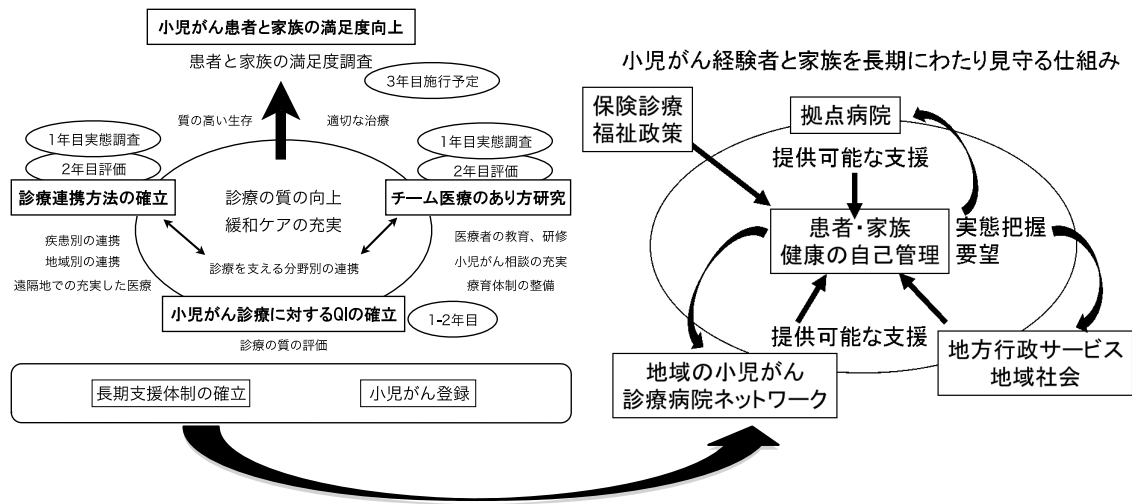 小児がん患者と家族の満足度向上
患者と家族の満足度調査
3年目施行予定
質の高い生存
適切な治療
1年目実態調査
2年目評価
診療連携方法の確立
1年目実態調査
2年目評価
チーム医療のあり方研究
診療の質の向上
緩和ケアの充実
疾患別の連携
地域別の連携
遠隔地での充実した医療
診療を支える分野別の連携
医療者の教育、研修
小児がん相談の充実
療育体制の整備
小児がん診療に対するQIの確立
1-2年目
診療の質の評価
長期支援体制の確立
小児がん登録
小児がん経験者と家族を長期にわたり見守る仕組み
保険診療
福祉政策
拠点病院
提供可能な支援
患者・家族
健康の自己管理
実態把握
要望
提供可能な支援
地域の小児がん
診療病院ネットワーク
地方行政サービス
地域社会